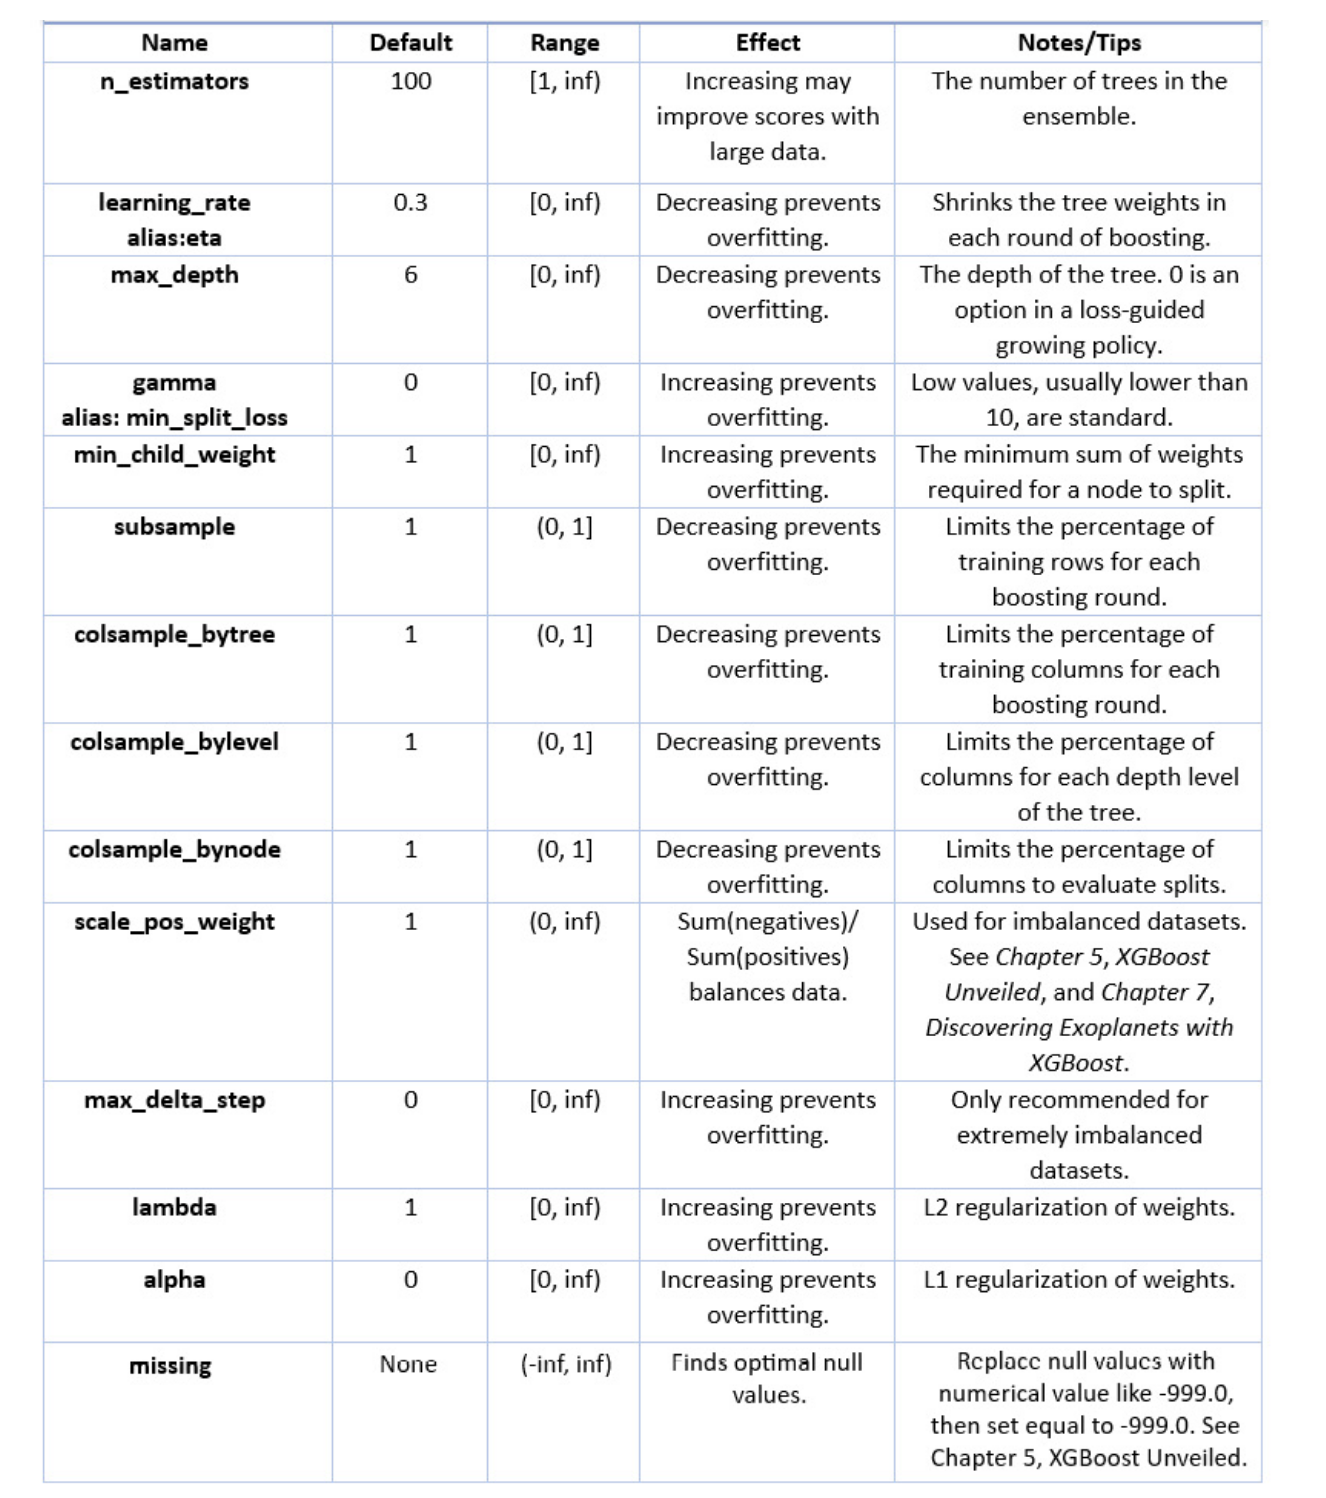 Name Default Range Effect Notes/Tips
n_estimators 100 [1, inf) Increasing may The number of trees in the
improve scores with ensemble.
large data.
learning_rate 0.3 [0, inf) Decreasing prevents Shrinks the tree weights in
alias:eta overfitting. each round of boosting.
max_depth 6 [0, inf) Decreasing prevents The depth of the tree. 0 is an
overfitting. option in a loss-guided
growing policy.
gamma 0 [0, inf) Increasing prevents Low values, usually lower than
alias: min_split_loss overfitting. 10, are standard.
min_child_weight 1 [0, inf) Increasing prevents The minimum sum of weights
overfitting. required for a node to split.
subsample 1 (0, 1] Decreasing prevents Limits the percentage of
overfitting. training rows for each
boosting round.
colsample_bytree 1 (0, 1] Decreasing prevents Limits the percentage of
overfitting. training columns for each
boosting round.
colsample_bylevel 1 (0, 1] Decreasing prevents Limits the percentage of
overfitting. columns for each depth level
of the tree.
colsample_bynode 1 (0, 1] Decreasing prevents Limits the percentage of
overfitting. columns to evaluate splits.
scale_pos_weight 1 (0, inf) Sum(negatives)/ Used for imbalanced datasets.
Sum(positives) See Chapter 5, XGBoost
balances data. Unveiled, and Chapter 7,
Discovering Exoplanets with
XGBoost.
max_delta_step 0 [0, inf) Increasing prevents Only recommended for
overfitting. extremely imbalanced
datasets.
lambda 1 [0, inf) Increasing prevents L2 regularization of weights.
overfitting.
alpha 0 [0, inf) Increasing prevents L1 regularization of weights.
overfitting.
missing None (-inf, inf) Finds optimal null Replace null values with
values. numerical value like -999.0,
then set equal to -999.0. See
Chapter 5, XGBoost Unveiled.